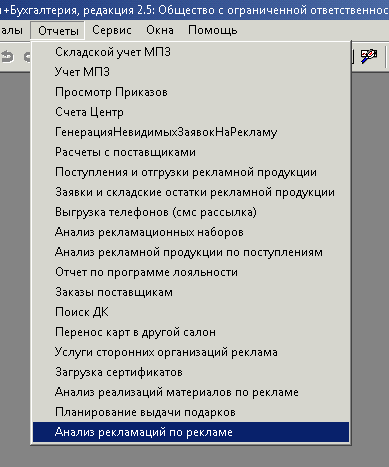 +Бухгалтерия, редакция 2.5: Общество с ограниченной ответственнос
алы Отчеты Сервис Окна Помощь
Складской учет МПЗ
Учет МПЗ
Просмотр Приказов
Счета Центр
ГенерацияНевидимыхЗаявокНаРекламу
Расчеты с поставщиками
Поступления и отгрузки рекламной продукции
Заявки и складские остатки рекламной продукции
Выгрузка телефонов (смс рассылка)
Анализ рекламационных наборов
Анализ рекламной продукции по поступлениям
Отчет по программе лояльности
Заказы поставщикам
Поиск ДК
Перенос карт в другой салон
Услуги сторонних организаций реклама
Загрузка сертификатов
Анализ реализаций материалов по рекламе
Планирование выдачи подарков
Анализ рекламаций по рекламе